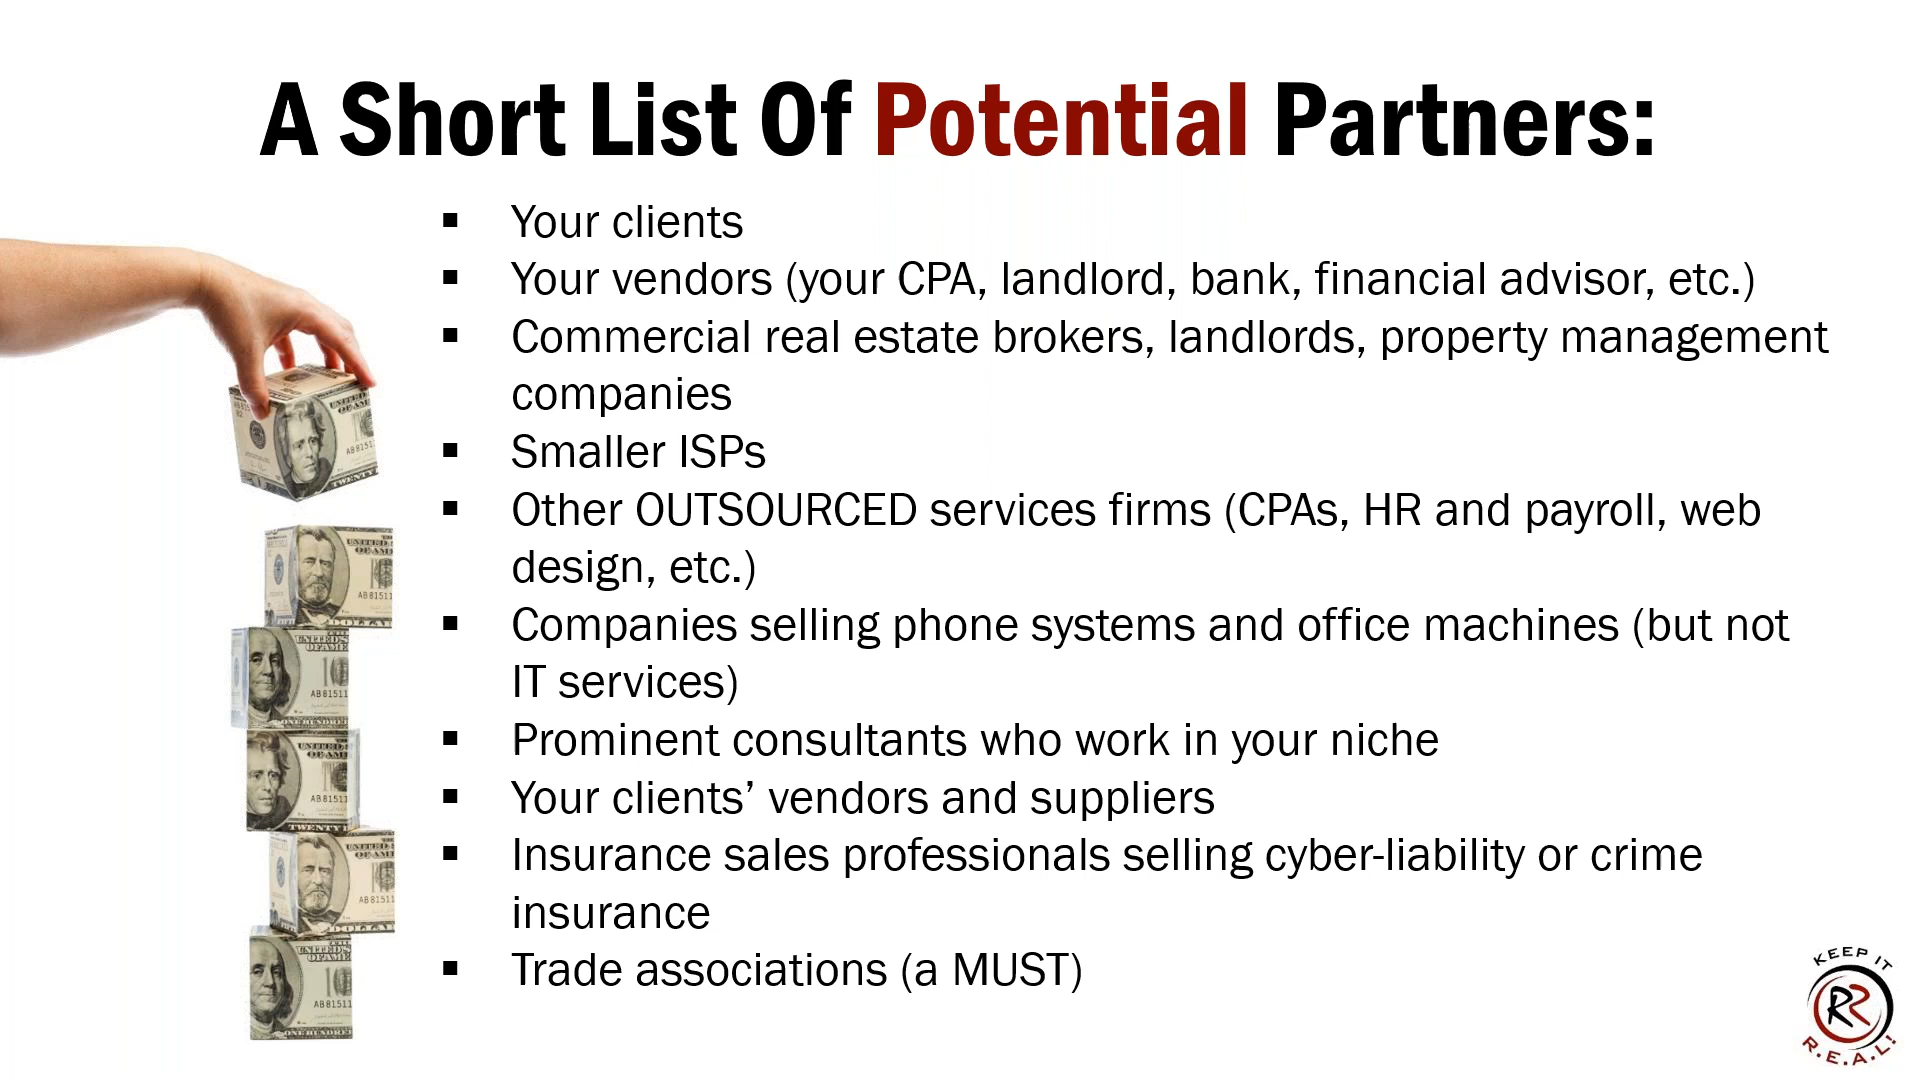 A Short List Of Potential Partners:
▪ Your clients
▪ Your vendors (your CPA, landlord, bank, financial advisor, etc.)
▪ Commercial real estate brokers, landlords, property management
companies
▪ Smaller ISPs
▪ Other OUTSOURCED services firms (CPAs, HR and payroll, web
design, etc.)
▪ Companies selling phone systems and office machines (but not
IT services)
▪ Prominent consultants who work in your niche
▪ Your clients’ vendors and suppliers
▪ Insurance sales professionals selling cyber-liability or crime
insurance
▪ Trade associations (a MUST)
KEEP IT
RR
R.E.A.L!